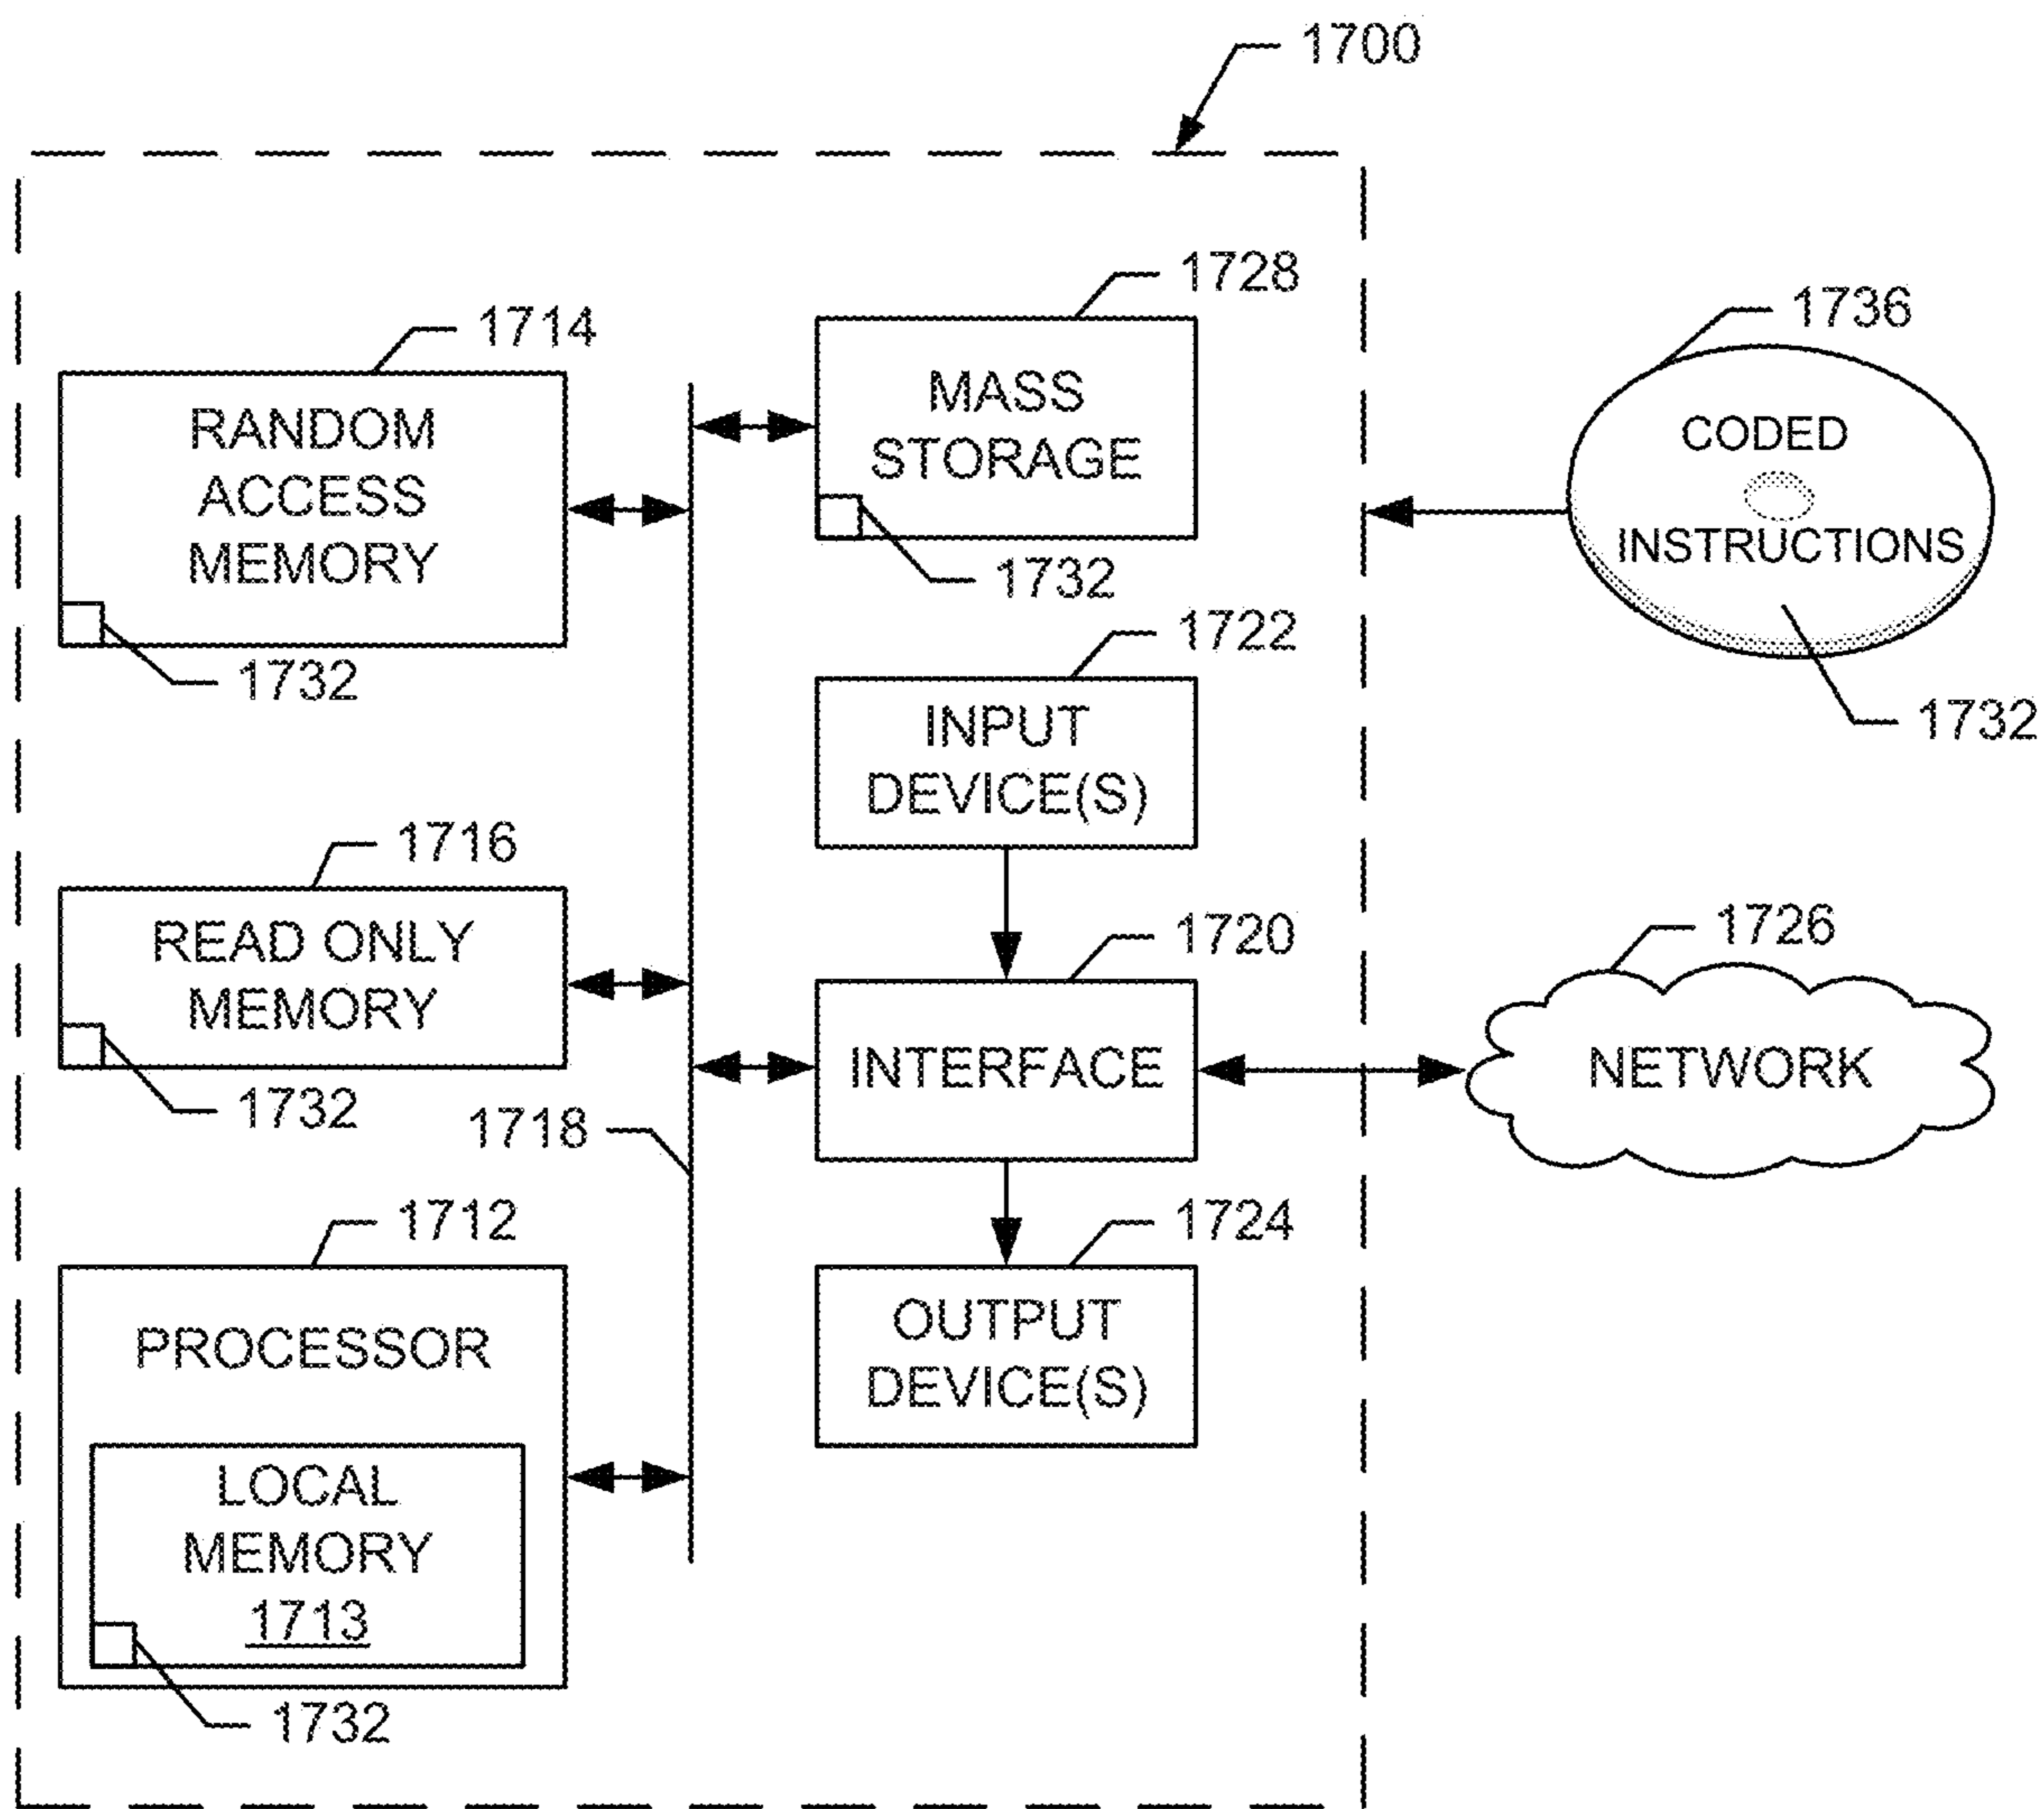 1700
1728
1714
1736
RANDOM
ACCESS
MEMORY
MASS
STORAGE
CODED
INSTRUCTIONS
1732
1732
1722
1732
INPUT
DEVICE(S)
1716
READ ONLY
MEMORY
1720
1726
INTERFACE
NETWORK
1732
1718
1712
1724
PROCESSOR
OUTPUT
DEVICE(S)
LOCAL
MEMORY
1713
1732